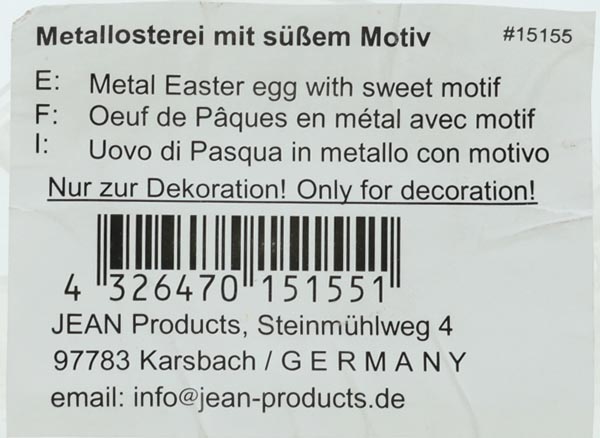 Metallosterei mit süßem Motiv #15155
E: Metal Easter egg with sweet motif
F: Oeuf de Pâques en métal avec motif
I: Uovo di Pasqua in metallo con motivo
Nur zur Dekoration! Only for decoration!
4 326470 151551
JEAN Products, Steinmühlweg 4
97783 Karsbach / G E R M A N Y
email: info@jean-products.de